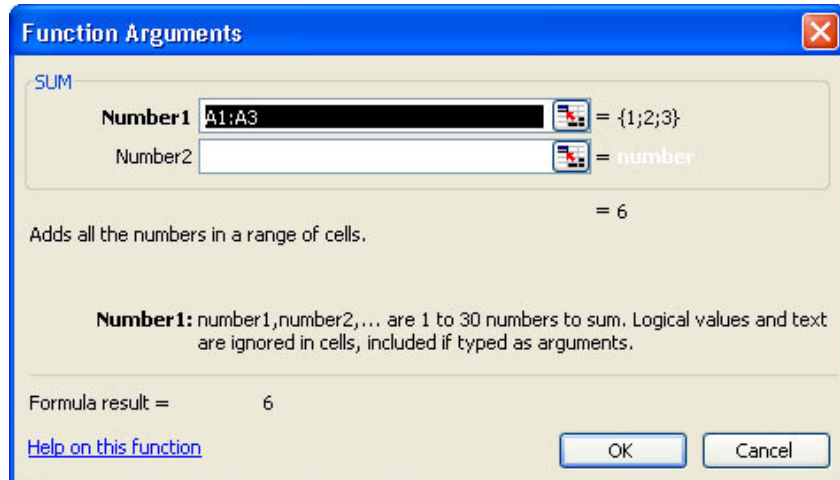 Function Arguments
SUM
Number1 A1:A3 = {1;2;3}
Number2 = number
= 6
Adds all the numbers in a range of cells.
Number1: number1,number2,... are 1 to 30 numbers to sum. Logical values and text
are ignored in cells, included if typed as arguments.
Formula result = 6
Help on this function OK Cancel